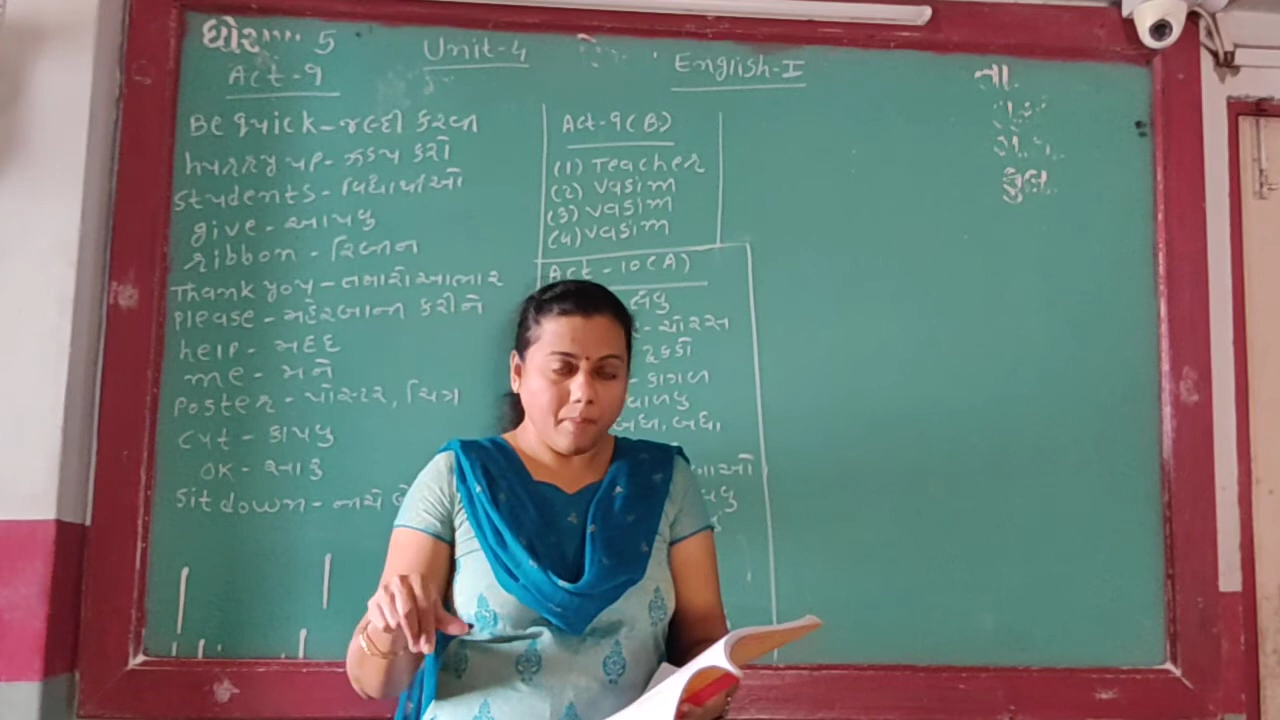 ધોરણ 5
Unit-4
English-I
Act-9
Be quick - જલ્દી કરવી
hurry up - ઝડપ કરો
students - વિદ્યાર્થીઓ
give - આપવુ
ribbon - રિબન
Thank you - તમારો આભાર
Please - મહેરબાની કરીને
help - મદદ
me - મને
Poster - પોસ્ટર, ચિત્ર
cut - કાપવુ
OK - સારુ
Sit down - નીચે
Act-9(B)
(1) Teacher
(2) vasim
(3) vasim
(4) vasim
Act-10(A)
લેવુ
- ચોરસ
ટૂકડો
- કાગળ
વાળવુ
બધા, બધા,
તા.
કુલ